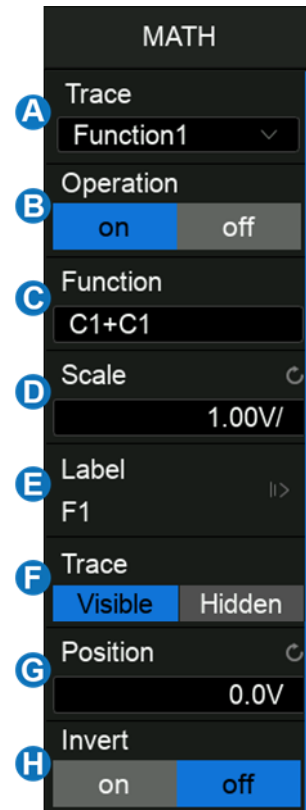 MATH
A Trace
Function1
B Operation
on off
C Function
C1+C1
D Scale
1.00V/
E Label
F1
F Trace
Visible Hidden
G Position
0.0V
H Invert
on off